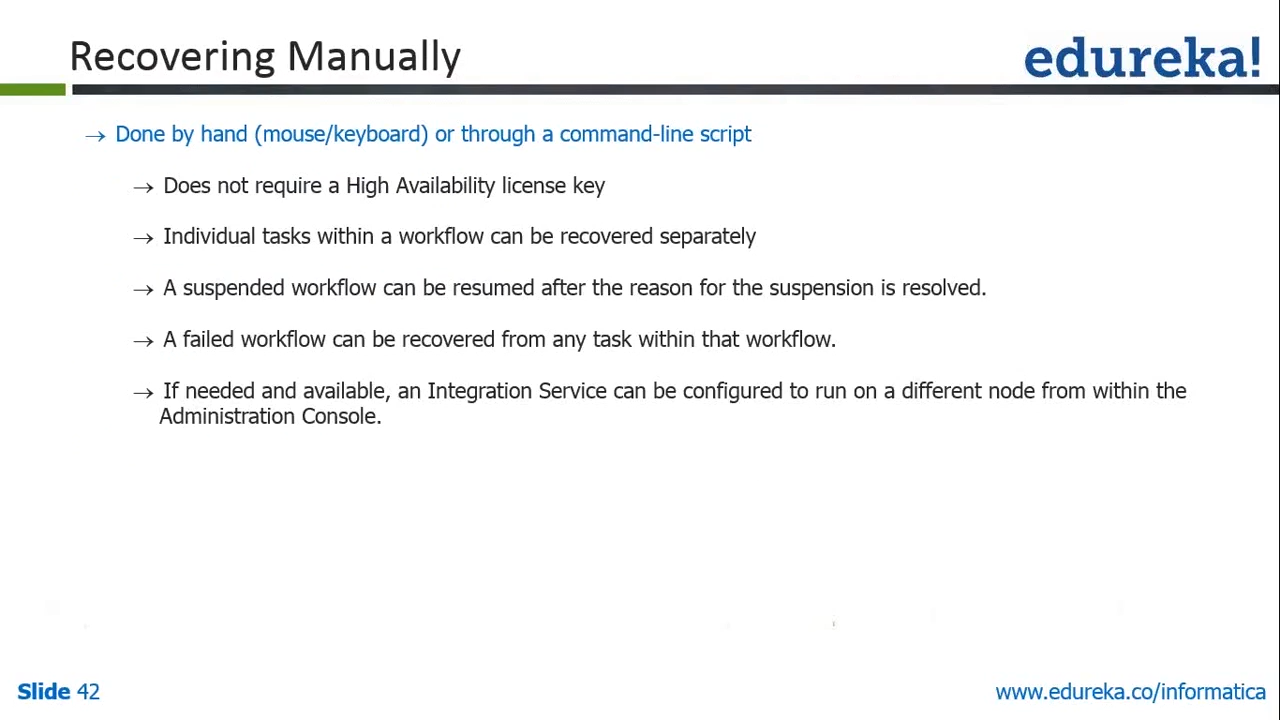 Recovering Manually
edureka!
→ Done by hand (mouse/keyboard) or through a command-line script
→ Does not require a High Availability license key
→ Individual tasks within a workflow can be recovered separately
→ A suspended workflow can be resumed after the reason for the suspension is resolved.
→ A failed workflow can be recovered from any task within that workflow.
→ If needed and available, an Integration Service can be configured to run on a different node from within the
Administration Console.
Slide 42
www.edureka.co/informatica